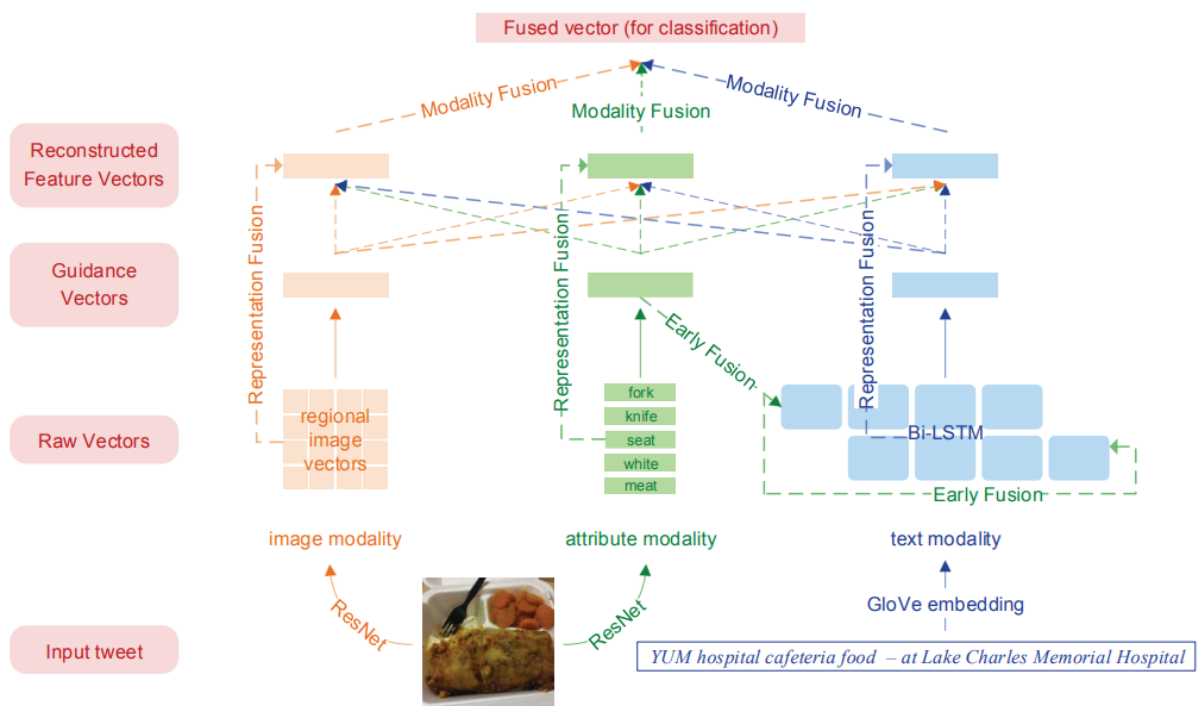 Fused vector (for classification)
Modality Fusion
Modality Fusion
Modality Fusion
Reconstructed
Feature Vectors
Guidance
Vectors
Representation Fusion
Representation Fusion
Representation Fusion
Early Fusion
Raw Vectors
regional
image
vectors
fork
knife
seat
white
meat
Bi-LSTM
Early Fusion
image modality
attribute modality
text modality
ResNet
ResNet
GloVe embedding
Input tweet
YUM hospital cafeteria food – at Lake Charles Memorial Hospital